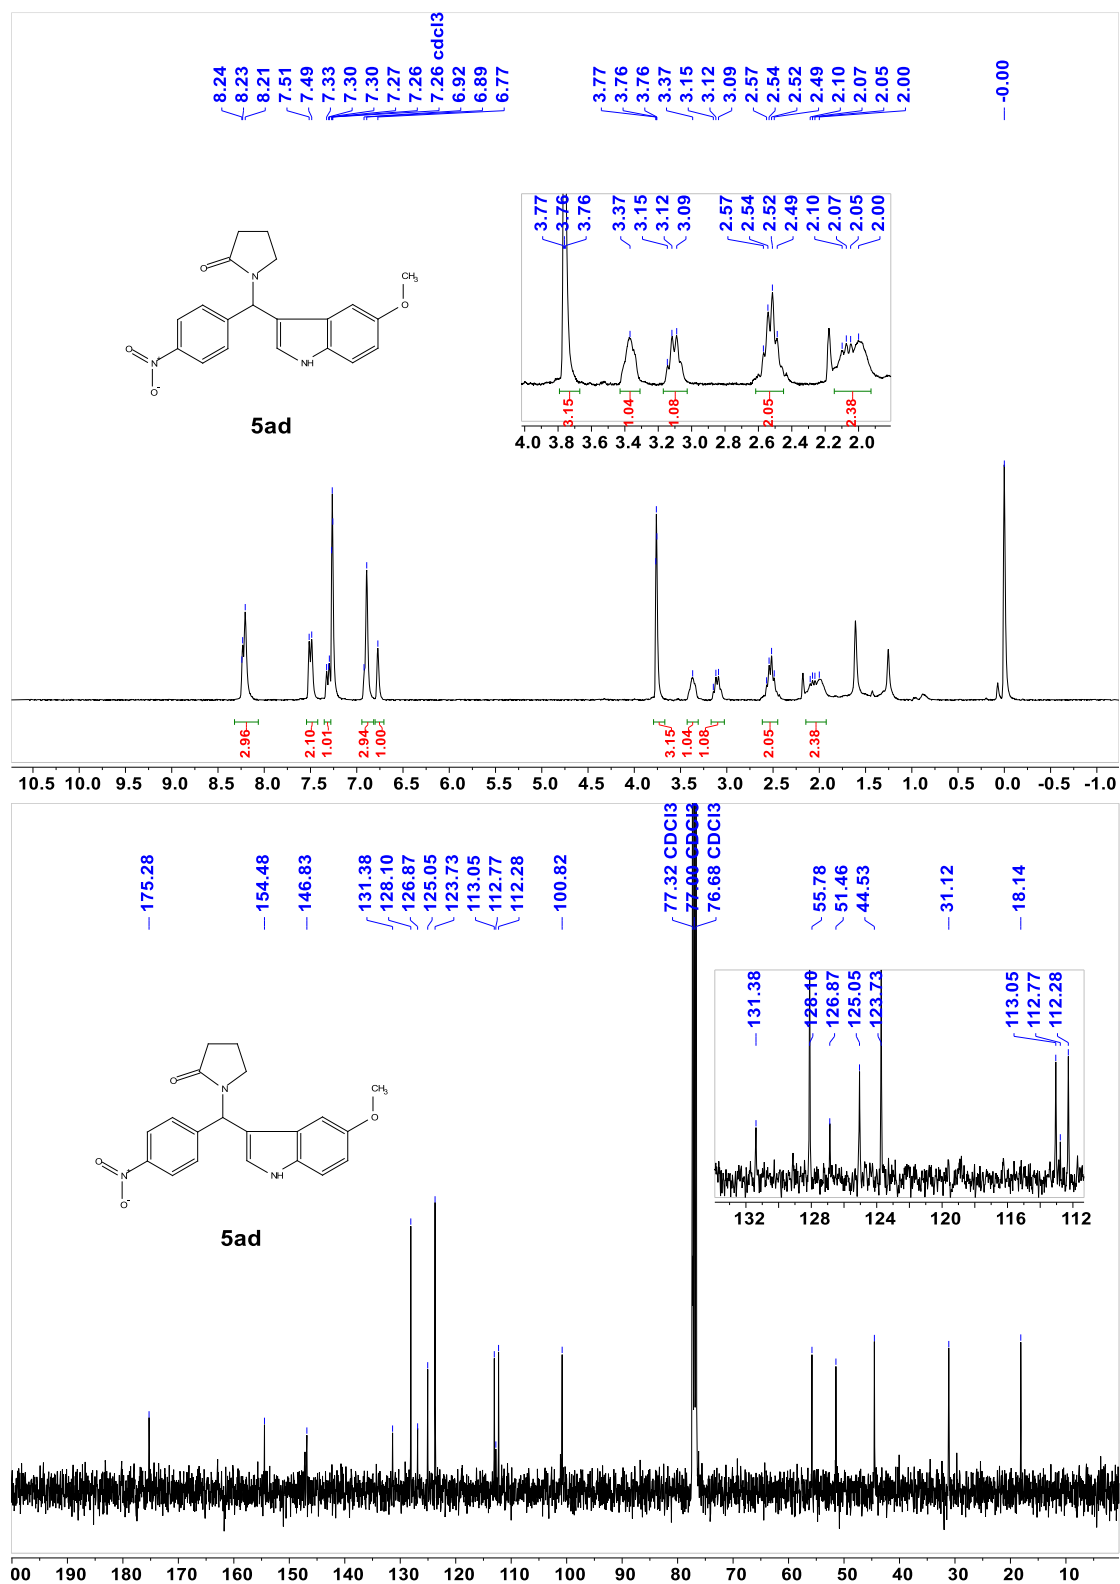 8.24 8.23 8.21 7.51 7.49 7.33 7.30 7.30 7.27 7.26 7.26 cdcl3 6.92 6.89 6.77 3.77 3.76 3.76 3.37 3.15 3.12 3.09 2.57 2.54 2.52 2.49 2.10 2.07 2.05 2.00 -0.00
3.77 3.76 3.76 3.37 3.15 3.12 3.09 2.57 2.54 2.52 2.49 2.10 2.07 2.05 2.00
3.15 1.04 1.08 2.05 2.38
4.0 3.8 3.6 3.4 3.2 3.0 2.8 2.6 2.4 2.2 2.0
O N CH3
O
O N+ O- NH
5ad
2.96 2.10 1.01 2.94 1.00 3.15 1.04 1.08 2.05 2.38
10.5 10.0 9.5 9.0 8.5 8.0 7.5 7.0 6.5 6.0 5.5 5.0 4.5 4.0 3.5 3.0 2.5 2.0 1.5 1.0 0.5 0.0 -0.5 -1.0
175.28 154.48 146.83 131.38 128.10 126.87 125.05 123.73 113.05 112.77 112.28 100.82 77.32 CDCl3 77.00 CDCl3 76.68 CDCl3 55.78 51.46 44.53 31.12 18.14
131.38 128.10 126.87 125.05 123.73 113.05 112.77 112.28
132 128 124 120 116 112
O N CH3
O
O N+ O- NH
5ad
00 190 180 170 160 150 140 130 120 110 100 90 80 70 60 50 40 30 20 10